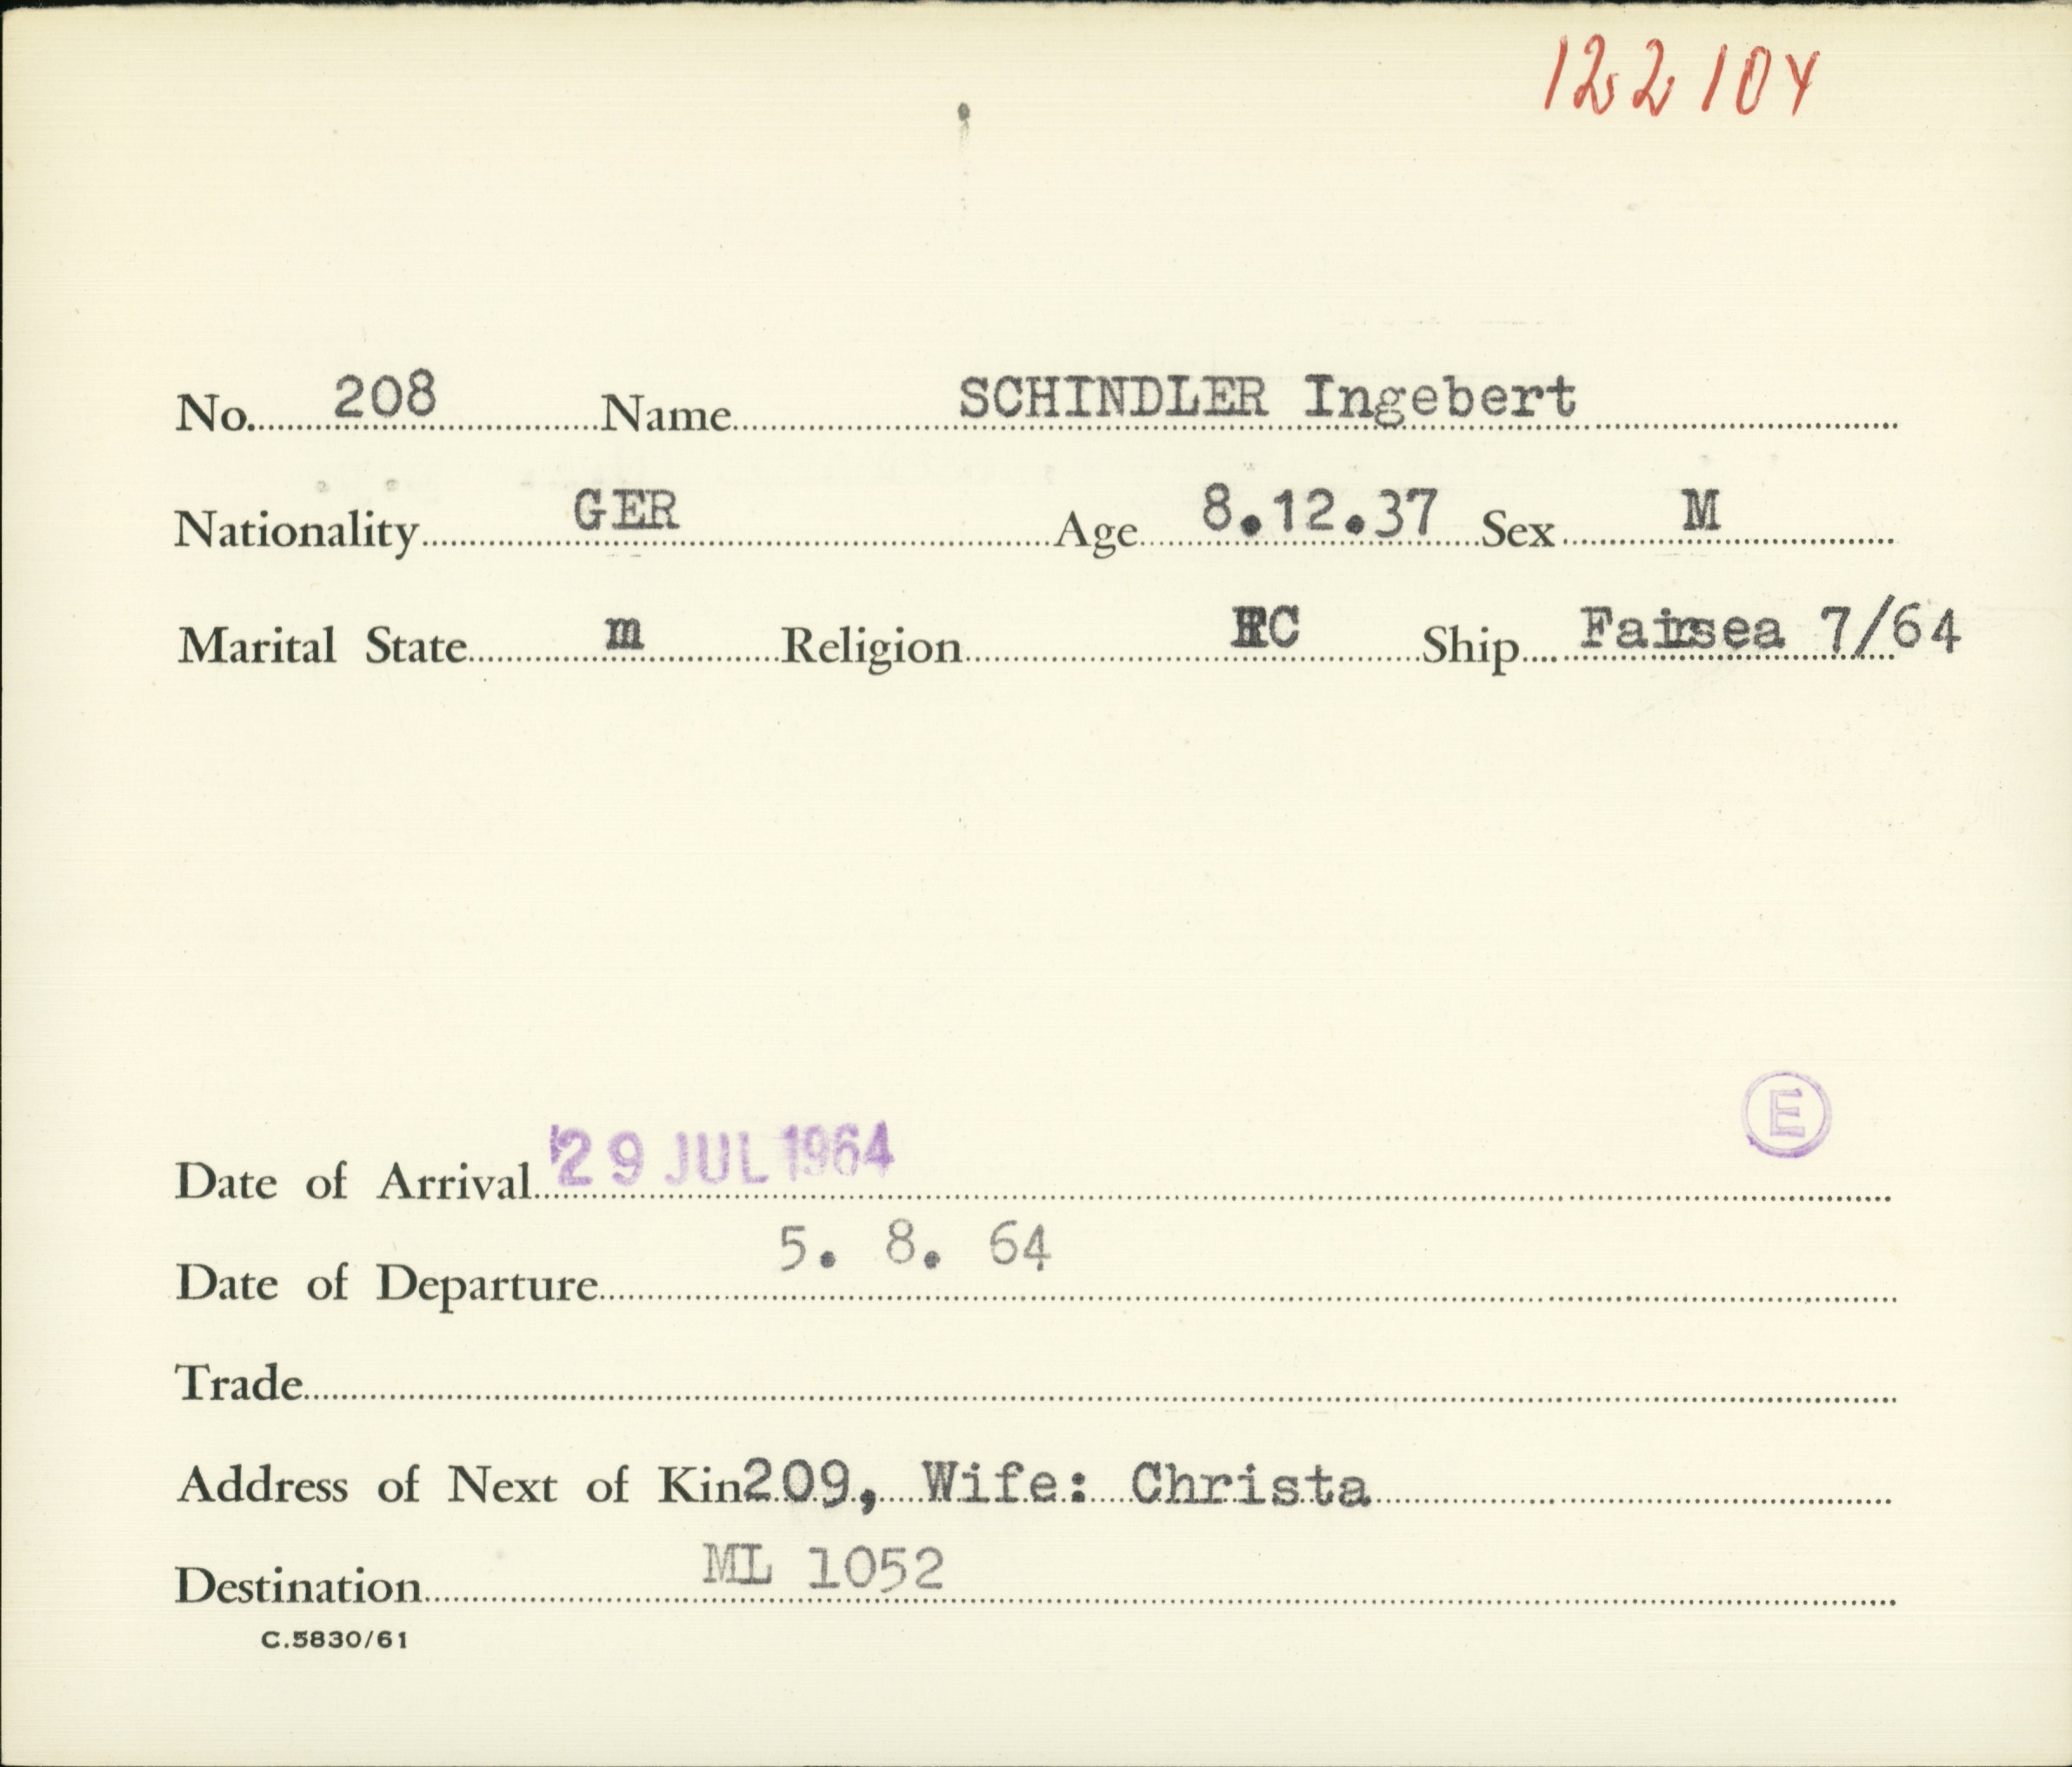 122104
No. 208 Name SCHINDLER Ingebert
Nationality GER Age 8.12.37 Sex M
Marital State m Religion RC Ship Fairsea 7/64
E
Date of Arrival 29 JUL 1964
Date of Departure 5. 8. 64
Trade
Address of Next of Kin 209, Wife: Christa
Destination ML 1052
C.5830/61